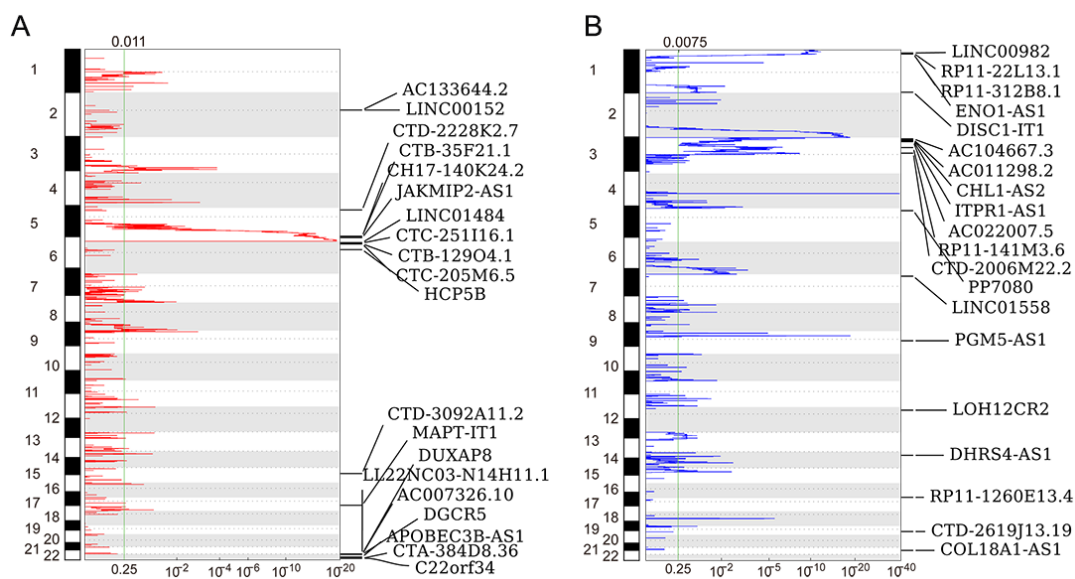 A
0.011
1
2
3
4
5
6
7
8
9
10
11
12
13
14
15
16
17
18
19
20
21
22
0.25
10-2
10-4
10-6
10-10
10-20
AC133644.2
LINC00152
CTD-2228K2.7
CTB-35F21.1
CH17-140K24.2
JAKMIP2-AS1
LINC01484
CTC-251I16.1
CTB-129O4.1
CTC-205M6.5
HCP5B
CTD-3092A11.2
MAPT-IT1
DUXAP8
LL22NC03-N14H11.1
AC007326.10
DGCR5
APOBEC3B-AS1
CTA-384D8.36
C22orf34
B
0.0075
1
2
3
4
5
6
7
8
9
10
11
12
13
14
15
16
17
18
19
20
21
22
0.25
10-2
10-5
10-10
10-20
10-40
LINC00982
RP11-22L13.1
RP11-312B8.1
ENO1-AS1
DISC1-IT1
AC104667.3
AC011298.2
CHL1-AS2
ITPR1-AS1
AC022007.5
RP11-141M3.6
CTD-2006M22.2
PP7080
LINC01558
PGM5-AS1
LOH12CR2
DHRS4-AS1
RP11-1260E13.4
CTD-2619J13.19
COL18A1-AS1